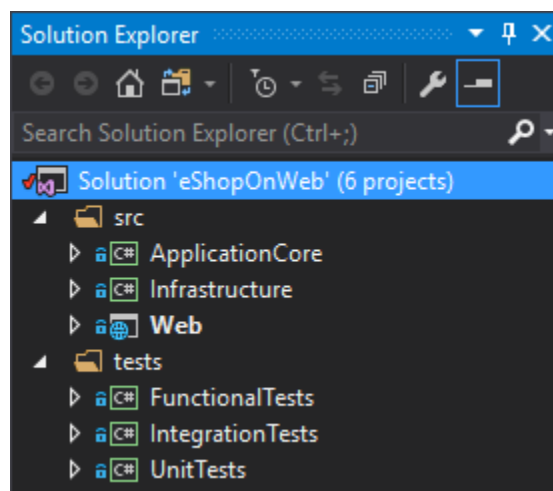 Solution Explorer
Search Solution Explorer (Ctrl+;)
Solution 'eShopOnWeb' (6 projects)
src
C# ApplicationCore
C# Infrastructure
Web
tests
C# FunctionalTests
C# IntegrationTests
C# UnitTests